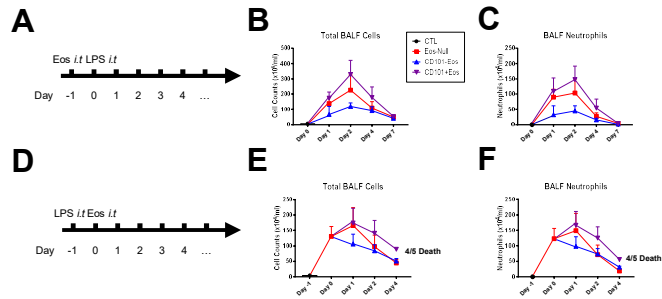 A
Eos i.t LPS i.t
Day -1 0 1 2 3 4 ...
B
Total BALF Cells
Cell Counts (x10⁴/ml)
500
400
300
200
100
0
Day 0 Day 1 Day 2 Day 4 Day 7
CTL
Eos-Null
CD101-Eos
CD101+Eos
C
BALF Neutrophils
Neutrophils (x10⁴/ml)
250
200
150
100
50
0
Day 0 Day 1 Day 2 Day 4 Day 7
D
LPS i.t Eos i.t
Day -1 0 1 2 3 4 ...
E
Total BALF Cells
Cell Counts (x10⁴/ml)
250
200
150
100
50
0
Day -1 Day 0 Day 1 Day 2 Day 4
4/5 Death
F
BALF Neutrophils
Neutrophils (x10⁴/ml)
250
200
150
100
50
0
Day -1 Day 0 Day 1 Day 2 Day 4
4/5 Death